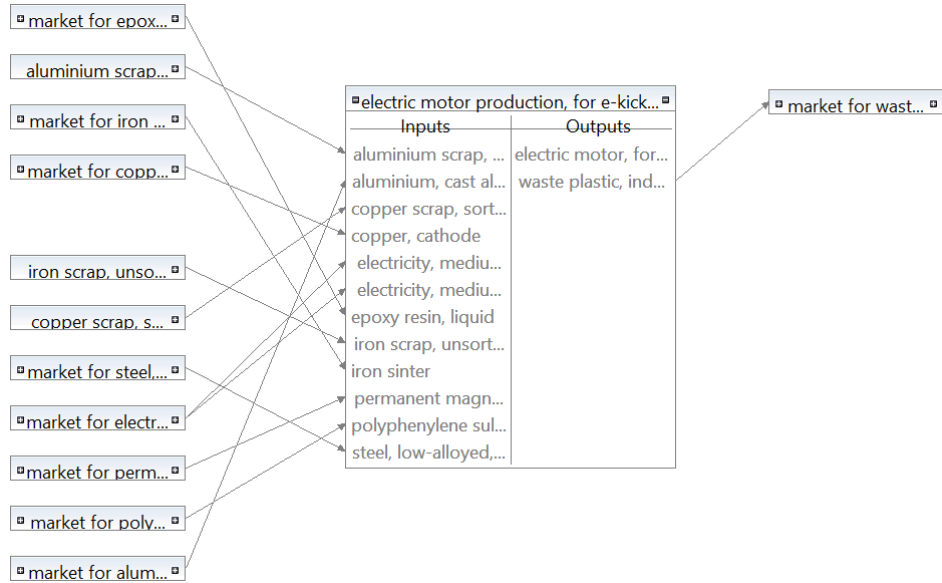 market for epox...
aluminium scrap...
market for iron ...
market for copp...
iron scrap, unso...
copper scrap, s...
market for steel,...
market for electr...
market for perm...
market for poly...
market for alum...
electric motor production, for e-kick...
Inputs
Outputs
aluminium scrap, ...
electric motor, for...
aluminium, cast al...
waste plastic, ind...
copper scrap, sort...
copper, cathode
electricity, mediu...
electricity, mediu...
epoxy resin, liquid
iron scrap, unsort...
iron sinter
permanent magn...
polyphenylene sul...
steel, low-alloyed,...
market for wast...